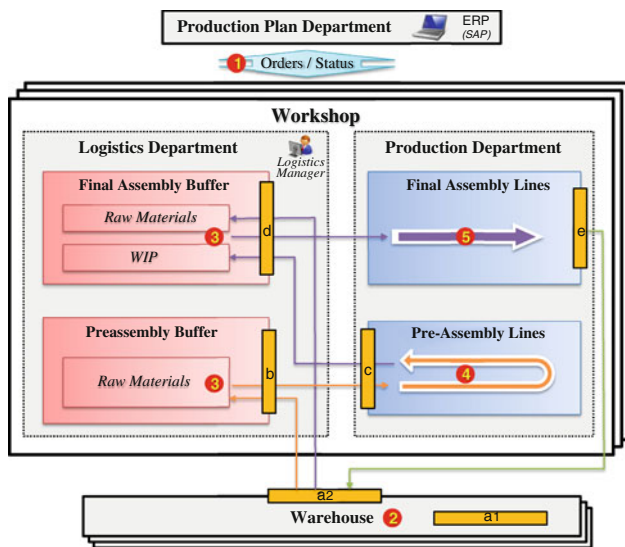 Production Plan Department
ERP
(SAP)
1 Orders / Status
Workshop
Logistics Department
Logistics
Manager
Production Department
Final Assembly Buffer
Final Assembly Lines
Raw Materials
3
d
5
e
WIP
Preassembly Buffer
Pre-Assembly Lines
Raw Materials
3
b
c
4
a2
Warehouse 2
a1